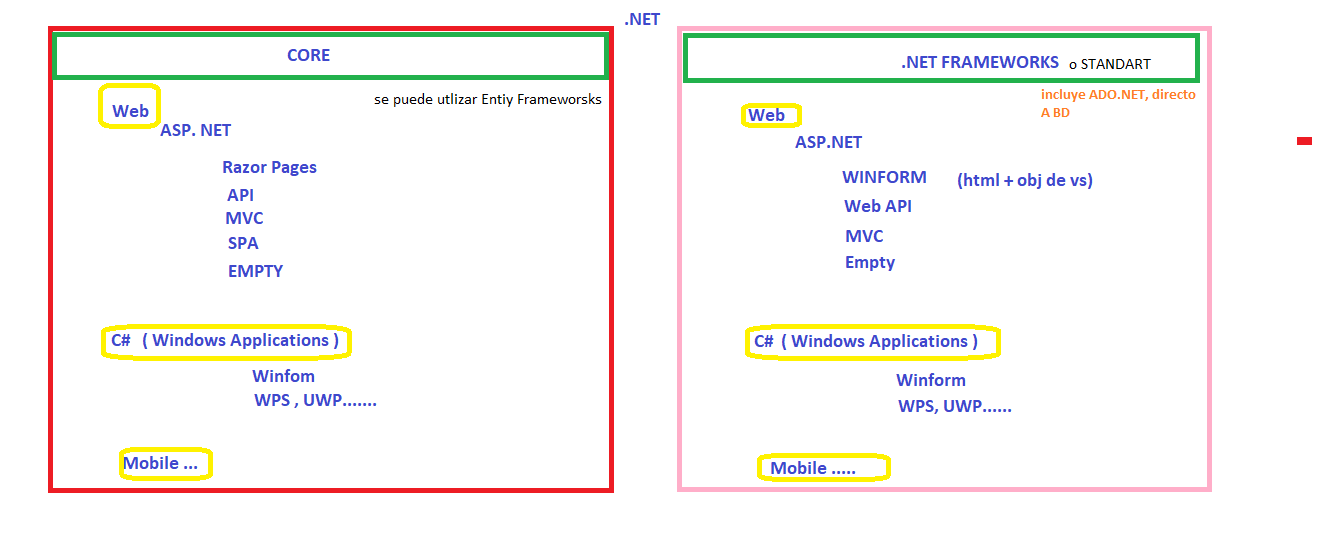 .NET
CORE
se puede utlizar Entiy Frameworsks
Web
ASP. NET
Razor Pages
API
MVC
SPA
EMPTY
C# ( Windows Applications )
Winfom
WPS , UWP.......
Mobile ...
.NET FRAMEWORKS o STANDART
incluye ADO.NET, directo
A BD
Web
ASP.NET
WINFORM (html + obj de vs)
Web API
MVC
Empty
C# ( Windows Applications )
Winform
WPS, UWP......
Mobile .....